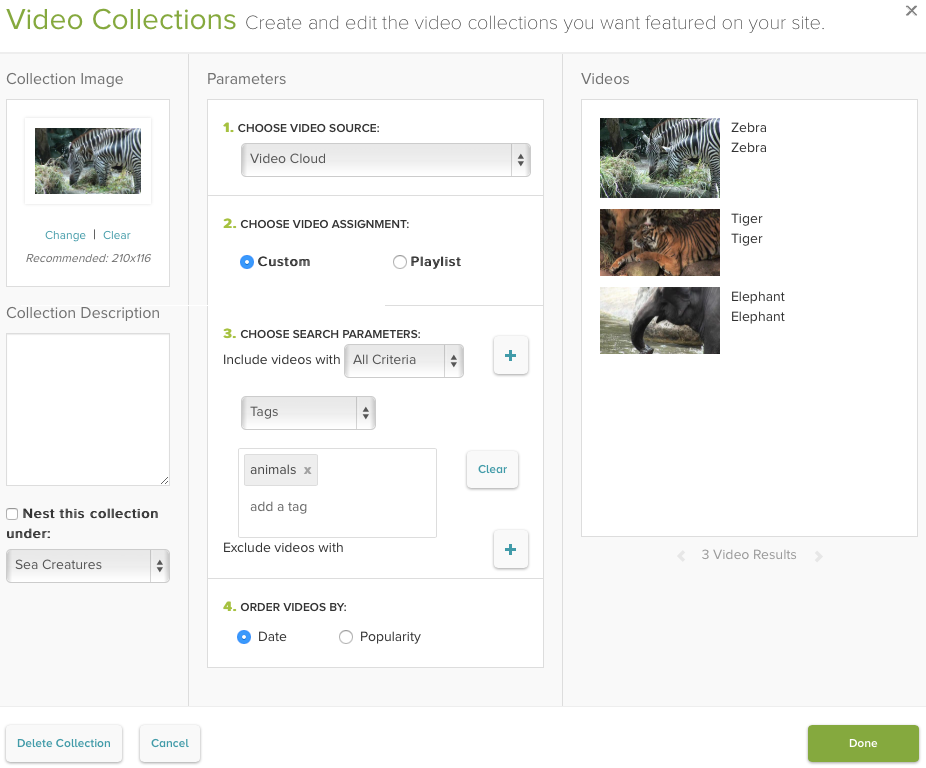 Video Collections Create and edit the video collections you want featured on your site.
Collection Image
Change | Clear
Recommended: 210x116
Collection Description
Nest this collection
under:
Sea Creatures
Parameters
1. CHOOSE VIDEO SOURCE:
Video Cloud
2. CHOOSE VIDEO ASSIGNMENT:
Custom Playlist
3. CHOOSE SEARCH PARAMETERS:
Include videos with All Criteria +
Tags
animals x
add a tag
Clear
Exclude videos with +
4. ORDER VIDEOS BY:
Date Popularity
Videos
Zebra
Zebra
Tiger
Tiger
Elephant
Elephant
3 Video Results
Delete Collection Cancel Done